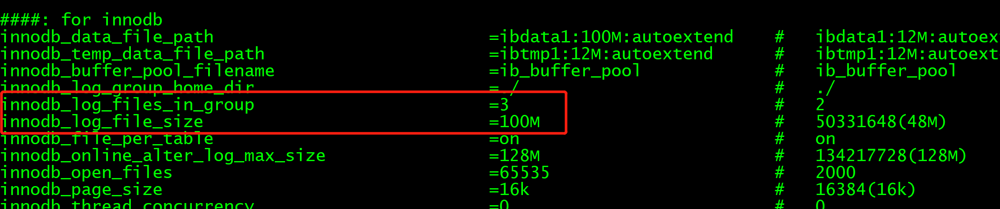 ####: for innodb
innodb_data_file_path =ibdata1:100M:autoextend # ibdata1:12M:autoex
innodb_temp_data_file_path =ibtmp1:12M:autoextend # ibtmp1:12M:autoext
innodb_buffer_pool_filename =ib_buffer_pool # ib_buffer_pool
innodb_log_group_home_dir =./ # ./
innodb_log_files_in_group =3 # 2
innodb_log_file_size =100M # 50331648(48M)
innodb_file_per_table =on # on
innodb_online_alter_log_max_size =128M # 134217728(128M)
innodb_open_files =65535 # 2000
innodb_page_size =16k # 16384(16k)
innodb_thread_concurrency =0 # 0